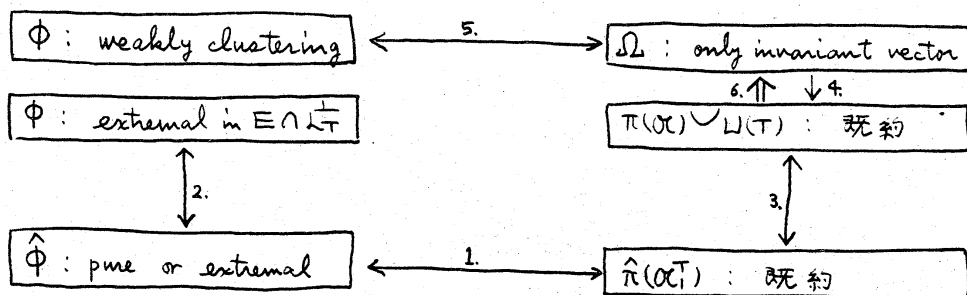 Φ : weakly clustering
5.
Ω : only invariant vector
6.
4.
Φ : extremal in E ∩ L⊥T
π(𝔄) ∪ U(T) : 既約
2.
3.
Φ̂ : pure or extremal
1.
π̂(𝔄T) : 既約